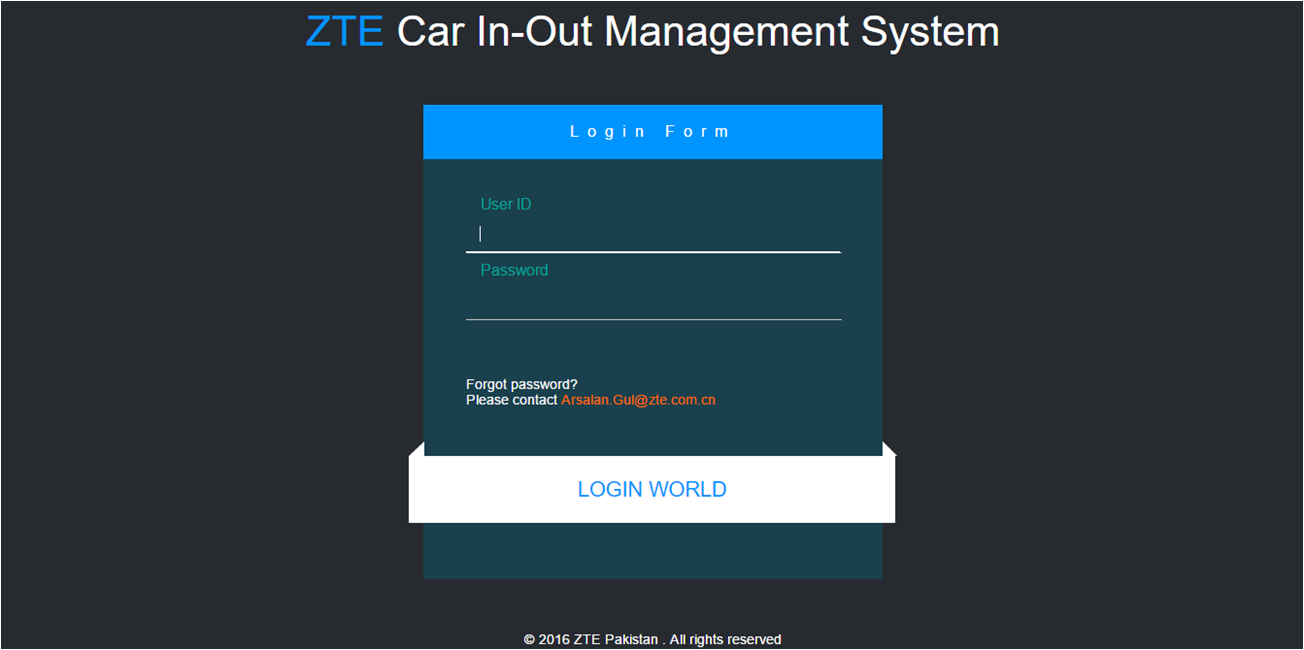 ZTE Car In-Out Management System
Login Form
User ID
Password
Forgot password?
Please contact Arsalan.Gul@zte.com.cn
LOGIN WORLD
© 2016 ZTE Pakistan . All rights reserved